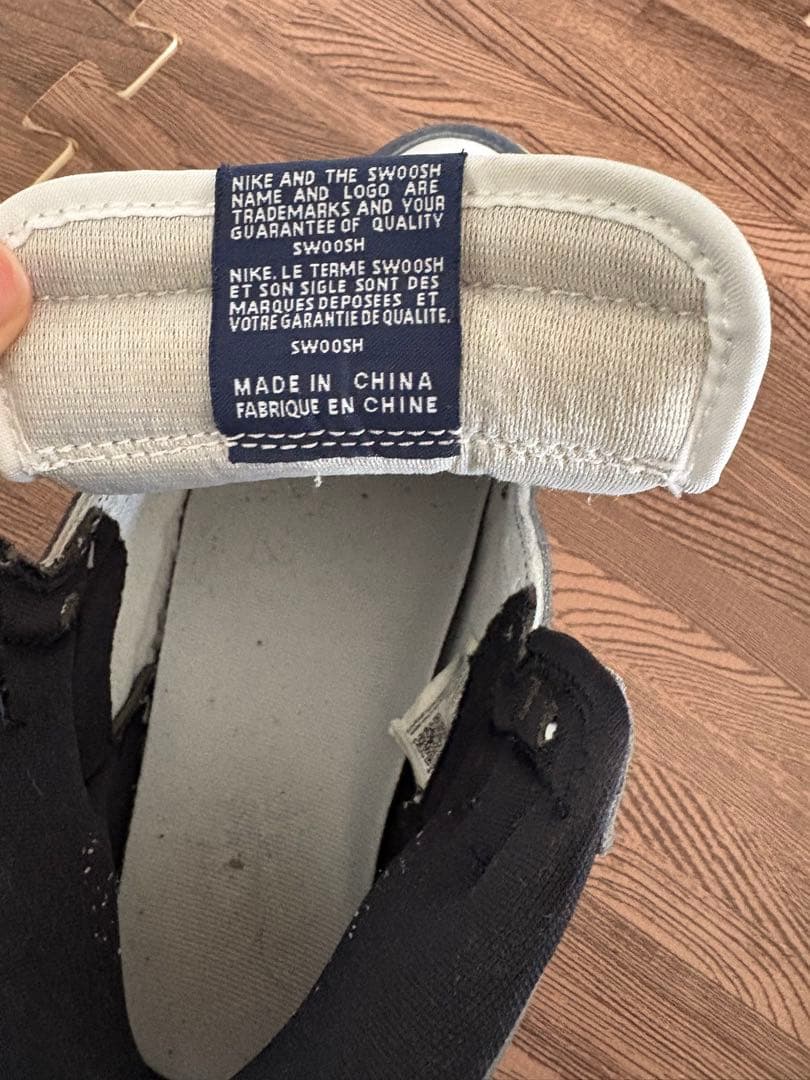 NIKE AND THE SWOOSH
NAME AND LOGO ARE
TRADEMARKS AND YOUR
GUARANTEE OF QUALITY
SWOOSH
NIKE. LE TERME SWOOSH
ET SON SIGLE SONT DES
MARQUES DEPOSEES ET
VOTRE GARANTIE DE QUALITE.
SWOOSH
MADE IN CHINA
FABRIQUE EN CHINE